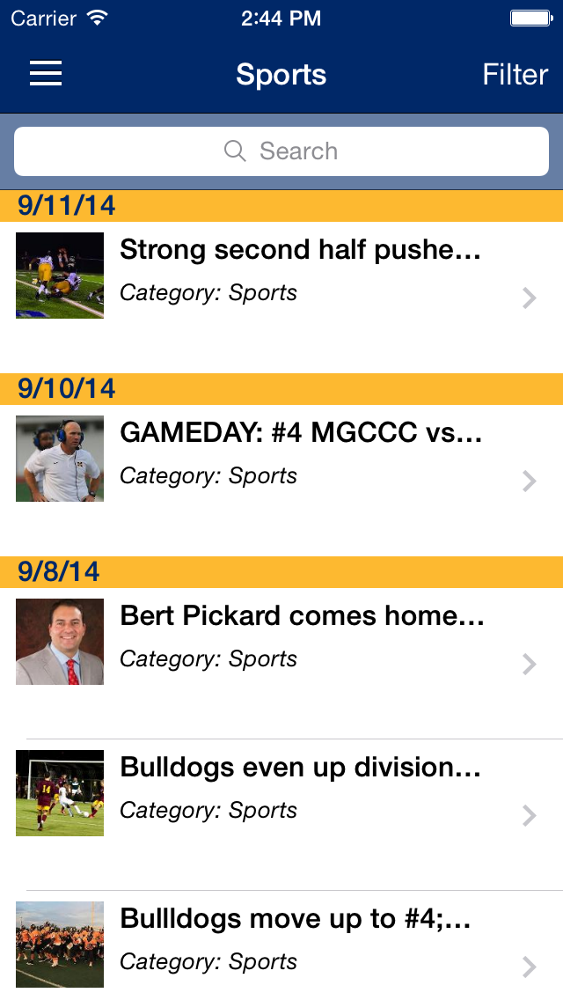 Carrier 2:44 PM
Sports Filter
Search
9/11/14
Strong second half pushe...
Category: Sports
9/10/14
GAMEDAY: #4 MGCCC vs...
Category: Sports
9/8/14
Bert Pickard comes home...
Category: Sports
Bulldogs even up division...
Category: Sports
Bullldogs move up to #4;...
Category: Sports